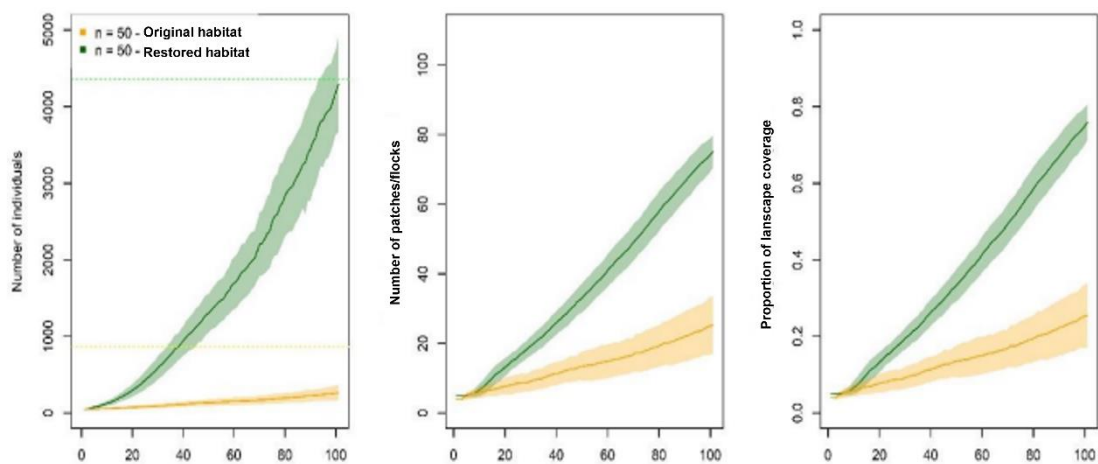 n = 50 - Original habitat
n = 50 - Restored habitat
Number of individuals
5000
4000
3000
2000
1000
0
0 20 40 60 80 100
Number of patches/flocks
100
80
60
40
20
0
0 20 40 60 80 100
Proportion of lanscape coverage
1.0
0.8
0.6
0.4
0.2
0.0
0 20 40 60 80 100